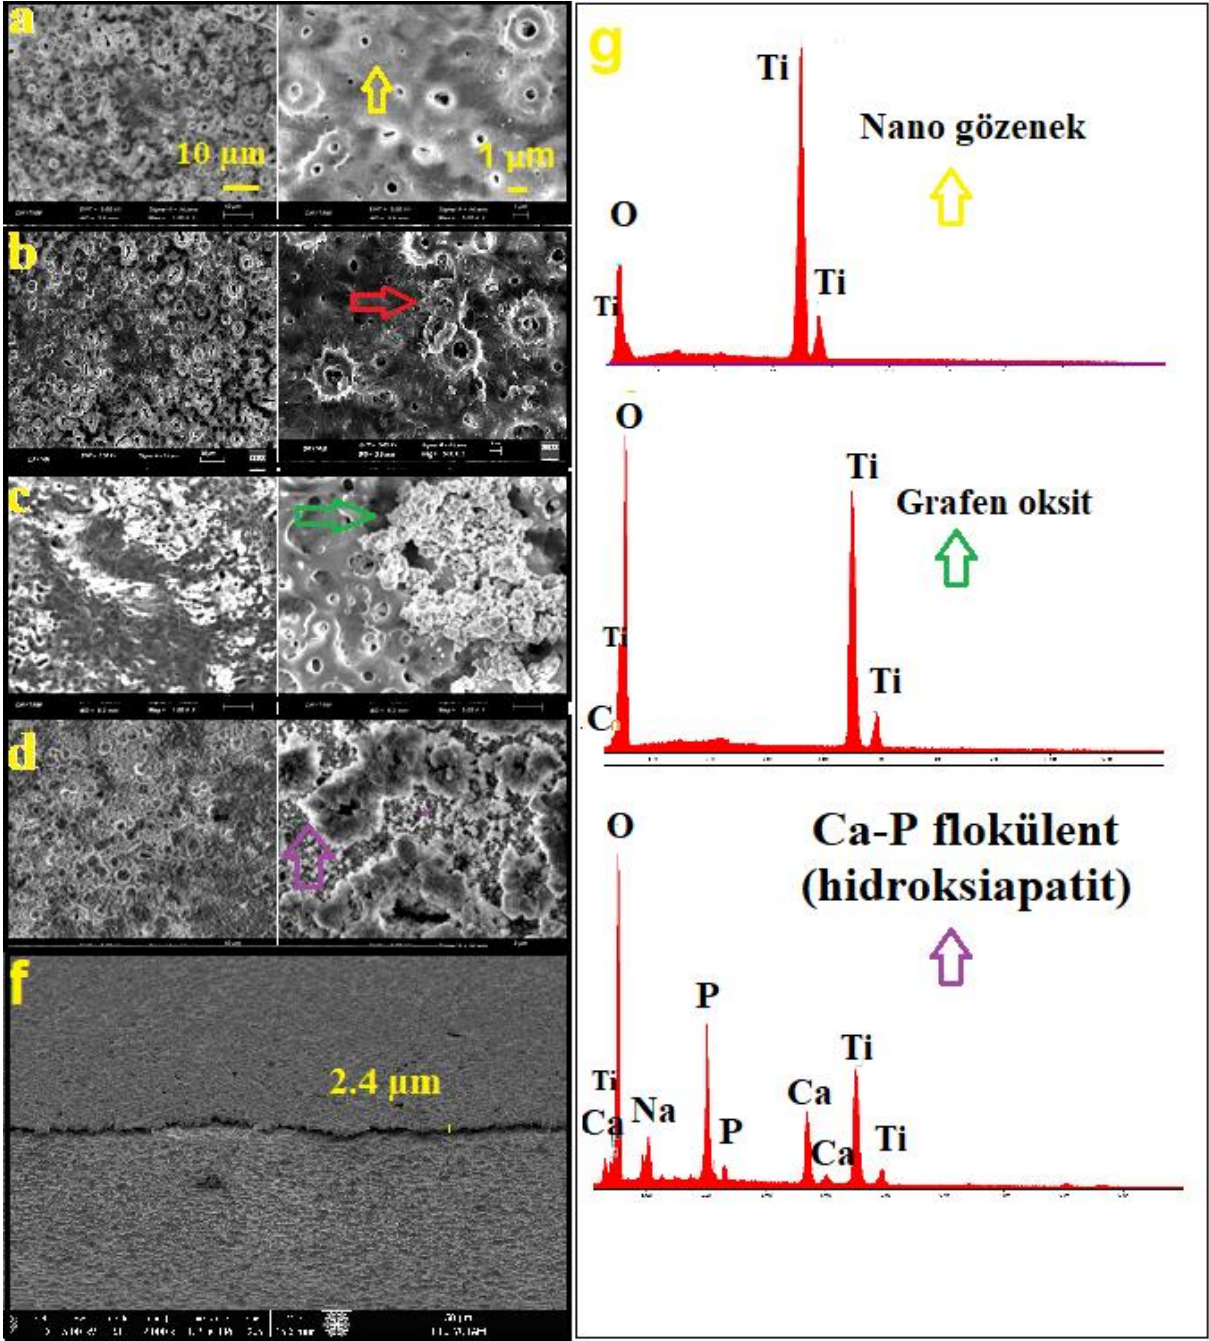 a
10 µm
1 µm
b
c
d
f
2.4 µm
g
Ti
Nano gözenek
O
Ti
Ti
O
Ti
Grafen oksit
Ti
Ti
C
O
Ca-P flokülent
(hidroksiapatit)
P
Ti
Ti
Ca
Ca
Na
P
Ca
Ti